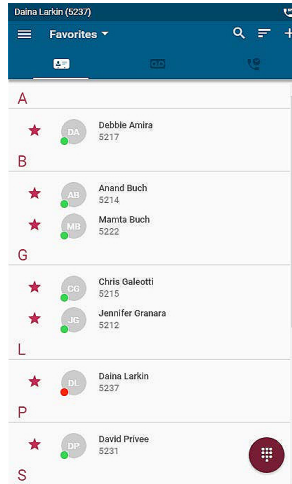 Daina Larkin (5237)
Favorites
A
DA
Debbie Amira
5217
B
AB
Anand Buch
5214
MB
Mamta Buch
5222
G
CG
Chris Galeotti
5215
JG
Jennifer Granara
5212
L
DL
Daina Larkin
5237
P
DP
David Privee
5231
S